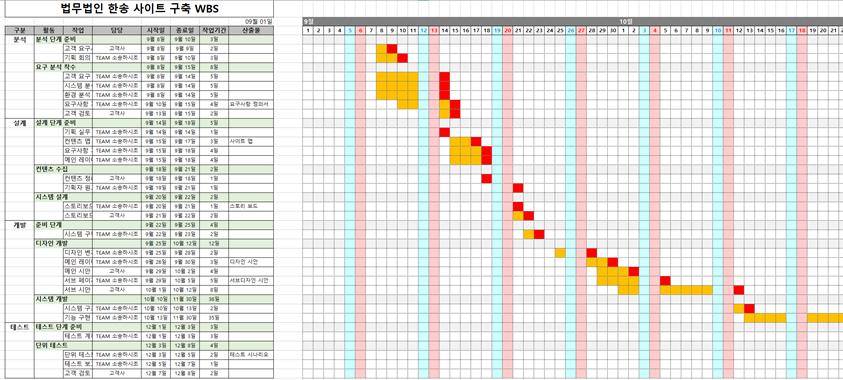 법무법인 한송 사이트 구축 WBS
09월 01일
9월 10월
구분 활동 작업 담당 시작일 종료일 작업기간 산출물 1 2 3 4 5 6 7 8 9 10 11 12 13 14 15 16 17 18 19 20 21 22 23 24 25 26 27 28 29 30 1 2 3 4 5 6 7 8 9 10 11 12 13 14 15 16 17 18 19 20 21
분석 분석 단계 준비 9월 8일 9월 10일 3일
고객 요구 고객사 9월 8일 9월 9일 2일
기획 회의 TEAM 소송하시조 9월 8일 9월 10일 3일
요구 분석 착수 9월 8일 9월 15일 8일
고객 요구 TEAM 소송하시조 9월 8일 9월 14일 5일
시스템 분 TEAM 소송하시조 9월 8일 9월 14일 5일
환경 분석 TEAM 소송하시조 9월 8일 9월 14일 5일
요구사항 TEAM 소송하시조 9월 10일 9월 15일 4일 요구사항 정의서
고객 검토 고객사 9월 13일 9월 15일 2일
설계 설계 단계 준비 9월 14일 9월 18일 5일
기획 실무 TEAM 소송하시조 9월 14일 9월 14일 1일
컨텐츠 맵 TEAM 소송하시조 9월 15일 9월 17일 3일 사이트 맵
요구사항 TEAM 소송하시조 9월 15일 9월 18일 4일
메인 레이 TEAM 소송하시조 9월 15일 9월 18일 4일
컨텐츠 수집 9월 18일 9월 21일 2일
컨텐츠 정 고객사 9월 18일 9월 18일 1일
기획자 원 TEAM 소송하시조 9월 19일 9월 21일 1일
시스템 설계 9월 20일 9월 22일 2일
스토리보드 TEAM 소송하시조 9월 20일 9월 21일 1일 스토리 보드
스토리보드 고객사 9월 21일 9월 22일 2일
개발 준비 단계 9월 22일 9월 25일 4일
시스템 구 TEAM 소송하시조 9월 22일 9월 23일 2일
디자인 개발 9월 25일 10월 12일 12일
디자인 벤 TEAM 소송하시조 9월 25일 9월 28일 2일
메인 레이 TEAM 소송하시조 9월 28일 9월 30일 3일 디자인 시안
메인 시안 고객사 9월 29일 10월 2일 4일
서브 페이 TEAM 소송하시조 9월 29일 10월 5일 5일 서브디자인 시안
서브 시안 고객사 10월 1일 10월 12일 8일
시스템 개발 10월 10일 11월 30일 36일
시스템 구 TEAM 소송하시조 10월 10일 10월 13일 2일
기능 구현 TEAM 소송하시조 10월 13일 11월 30일 35일
테스트 테스트 단계 준비 12월 1일 12월 3일 3일
테스트 계 TEAM 소송하시조 12월 1일 12월 3일 3일
단위 테스트 12월 3일 12월 8일 4일
단위 테스 TEAM 소송하시조 12월 3일 12월 5일 2일 테스트 시나리오
테스트 보 TEAM 소송하시조 12월 5일 12월 7일 1일
고객 검토 고객사 12월 7일 12월 8일 2일